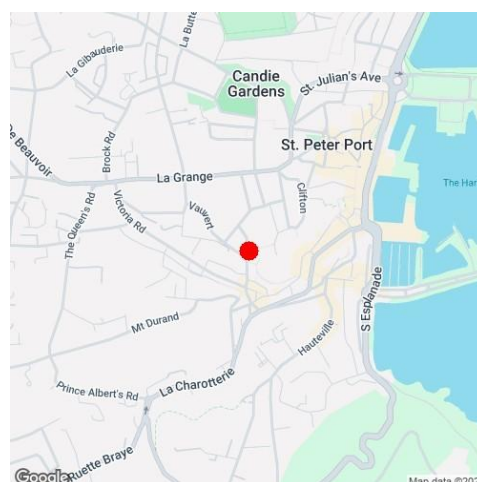 La Butte
La Gibauderie
Candie
Gardens
St. Julian's Ave
De Beauvoir
Brock Rd
St. Peter Port
La Grange
The Har
Clifton
Vauvert
Victoria Rd
The Queen's Rd
S Esplanade
Mt Durand
Hauteville
Prince Albert's Rd
La Charotterie
Ruette Braye
Google
Map data ©202